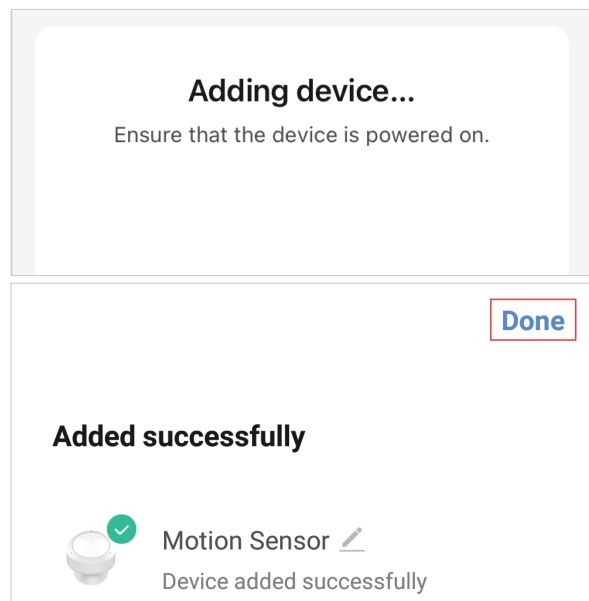 Adding device...
Ensure that the device is powered on.
Done
Added successfully
Motion Sensor
Device added successfully